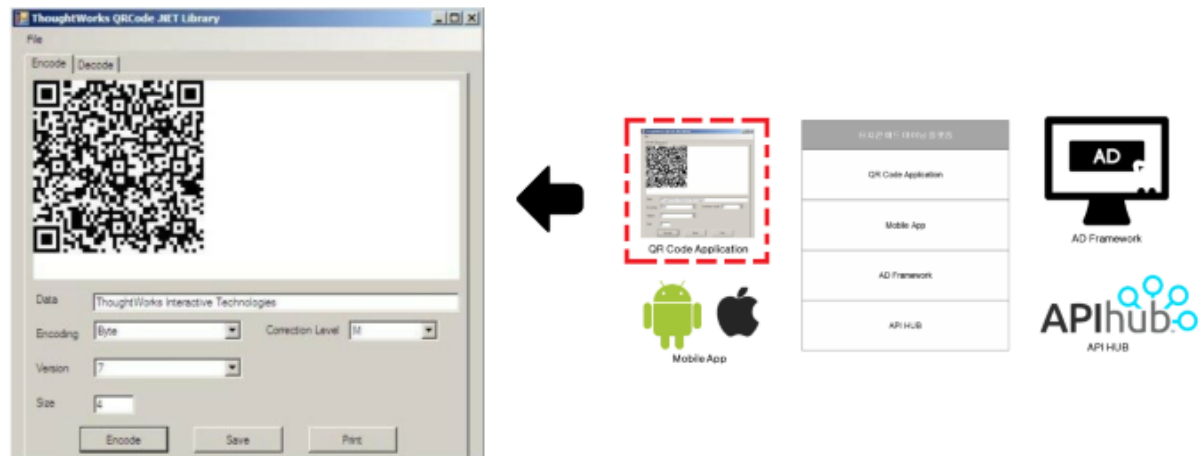 ThoughtWorks QRCode .NET Library
File
Encode
Decode
Data
ThoughtWorks Interactive Technologies
Encoding
Byte
Correction Level
M
Version
7
Size
4
Encode
Save
Print
QR Code Application
Mobile App
QR Code Application
Mobile App
AD Framework
API HUB
AD
AD Framework
APIhub
API HUB